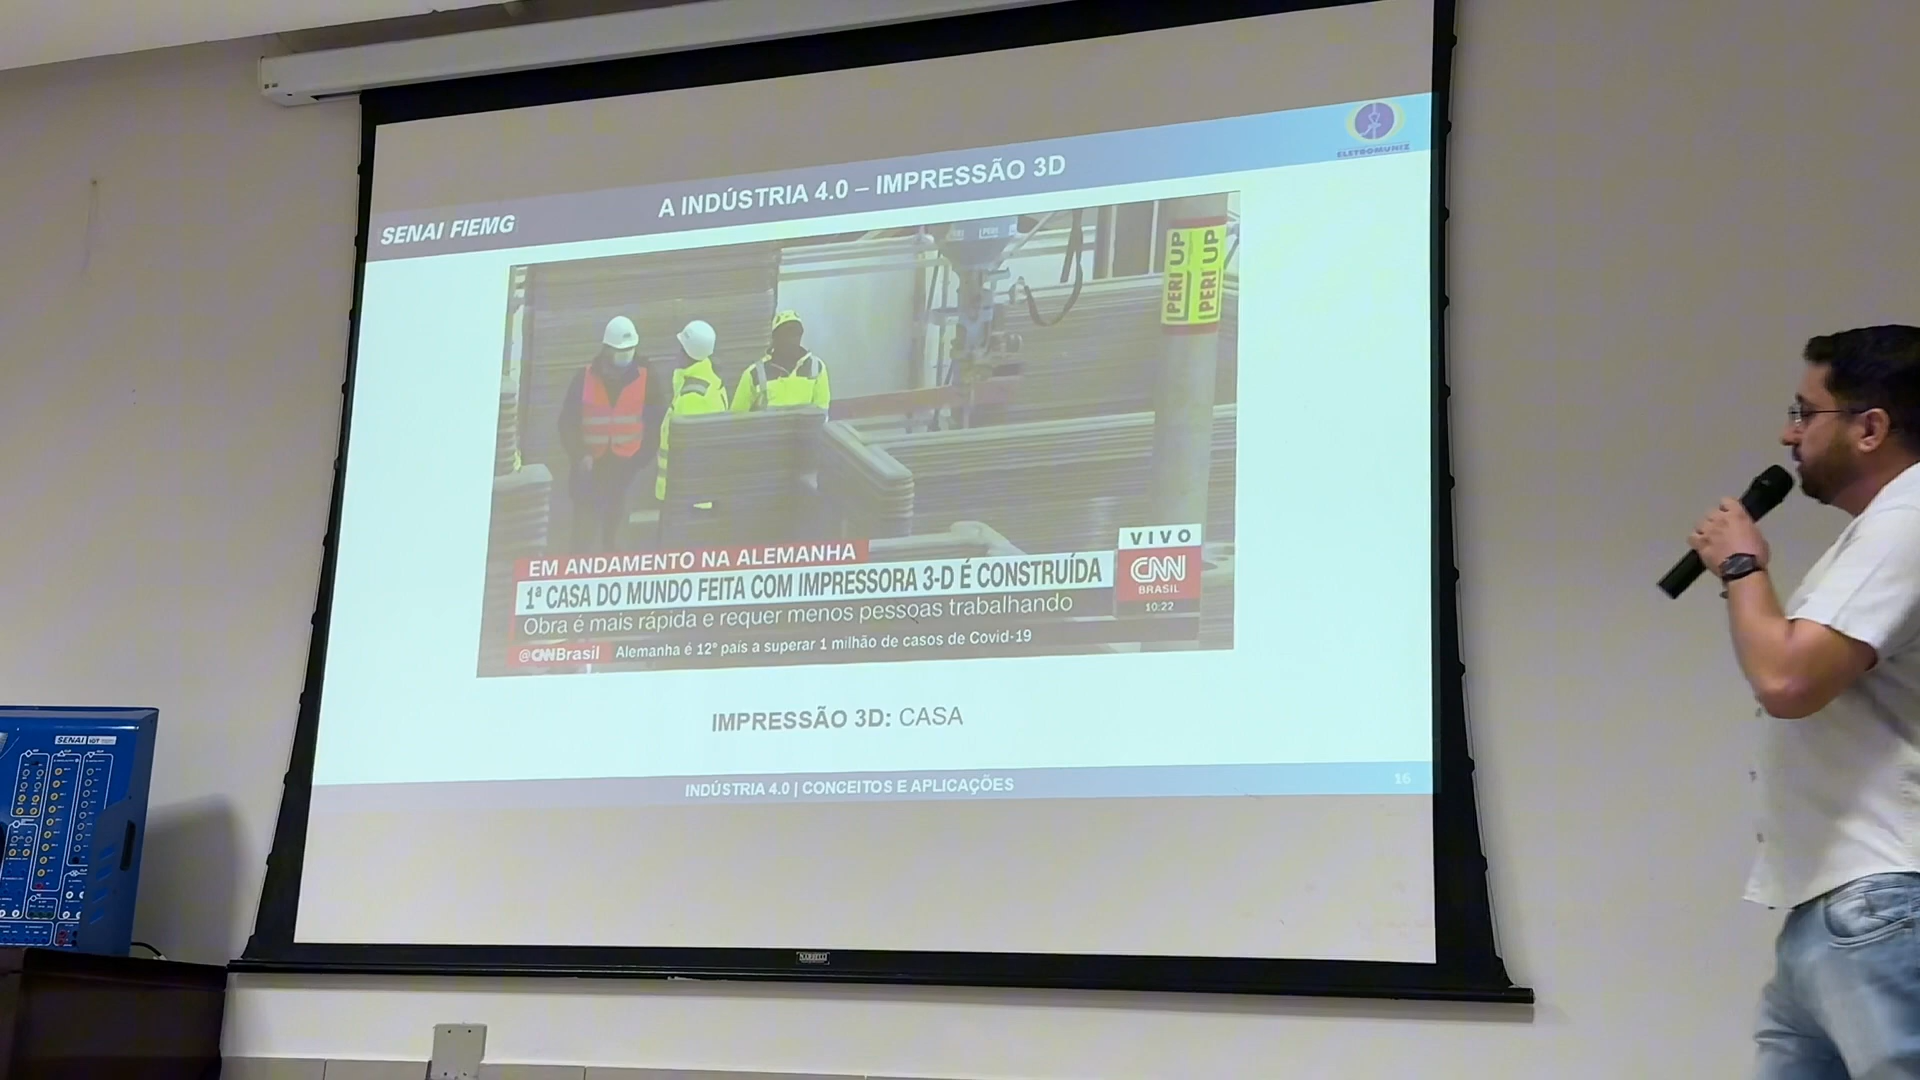 ELETROMUNIZ
A INDÚSTRIA 4.0 – IMPRESSÃO 3D
SENAI FIEMG
PERI
PERI UP
PERI UP
VIVO
EM ANDAMENTO NA ALEMANHA
1ª CASA DO MUNDO FEITA COM IMPRESSORA 3-D É CONSTRUÍDA
CNN
BRASIL
Obra é mais rápida e requer menos pessoas trabalhando
10:22
@CNNBrasil Alemanha é 12º país a superar 1 milhão de casos de Covid-19
IMPRESSÃO 3D: CASA
INDÚSTRIA 4.0 | CONCEITOS E APLICAÇÕES
16
SENAI